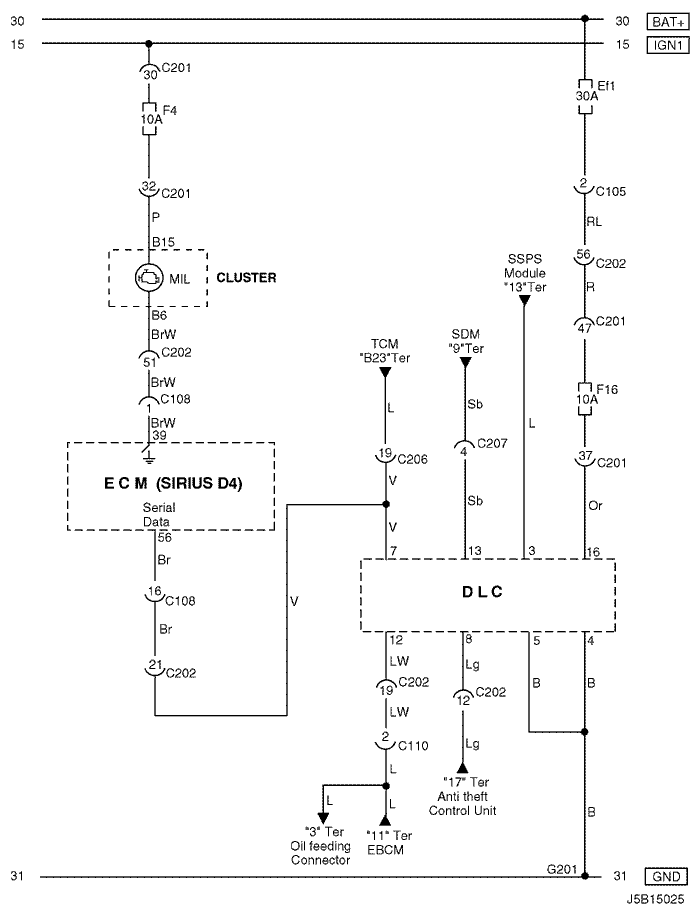 30 30 BAT+
15 15 IGN1
C201
30
F4
10A
Ef1
30A
32
C201
2
C105
P
RL
B15
MIL
CLUSTER
56
C202
R
SSPS
Module
"13"Ter
B6
BrW
C202
51
47
C201
TCM
"B23"Ter
SDM
"9"Ter
BrW
C108
1
F16
10A
L
Sb
L
BrW
39
4
C207
19
C206
37
C201
E C M (SIRIUS D4)
Serial
Data
V
Sb
Or
56
V
7
13
3
16
Br
D L C
16
C108
V
Br
12
8
5
4
LW
Lg
21
C202
19
C202
12
C202
B
B
LW
2
C110
Lg
L
"17" Ter
Anti theft
Control Unit
L
L
B
"3" Ter
Oil feeding
Connector
"11" Ter
EBCM
G201
31 31 GND
J5B15025